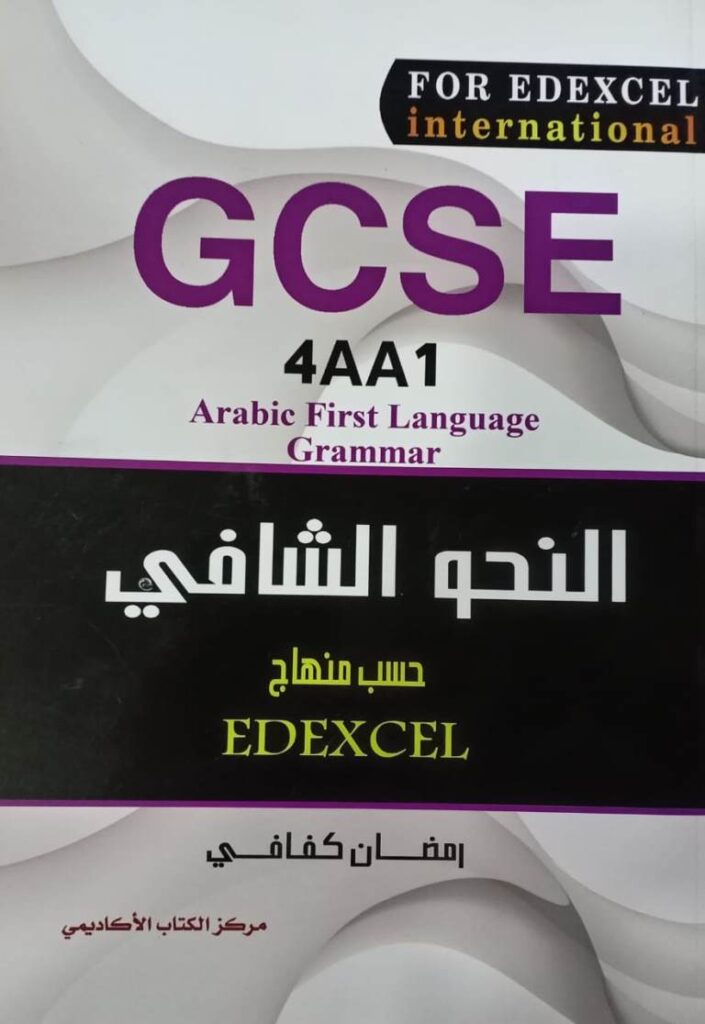 FOR EDEXCEL
international
GCSE
4AA1
Arabic First Language
Grammar
النحو الشافي
حسب منهاج
EDEXCEL
رمضان كفافي
مركز الكتاب الأكاديمي